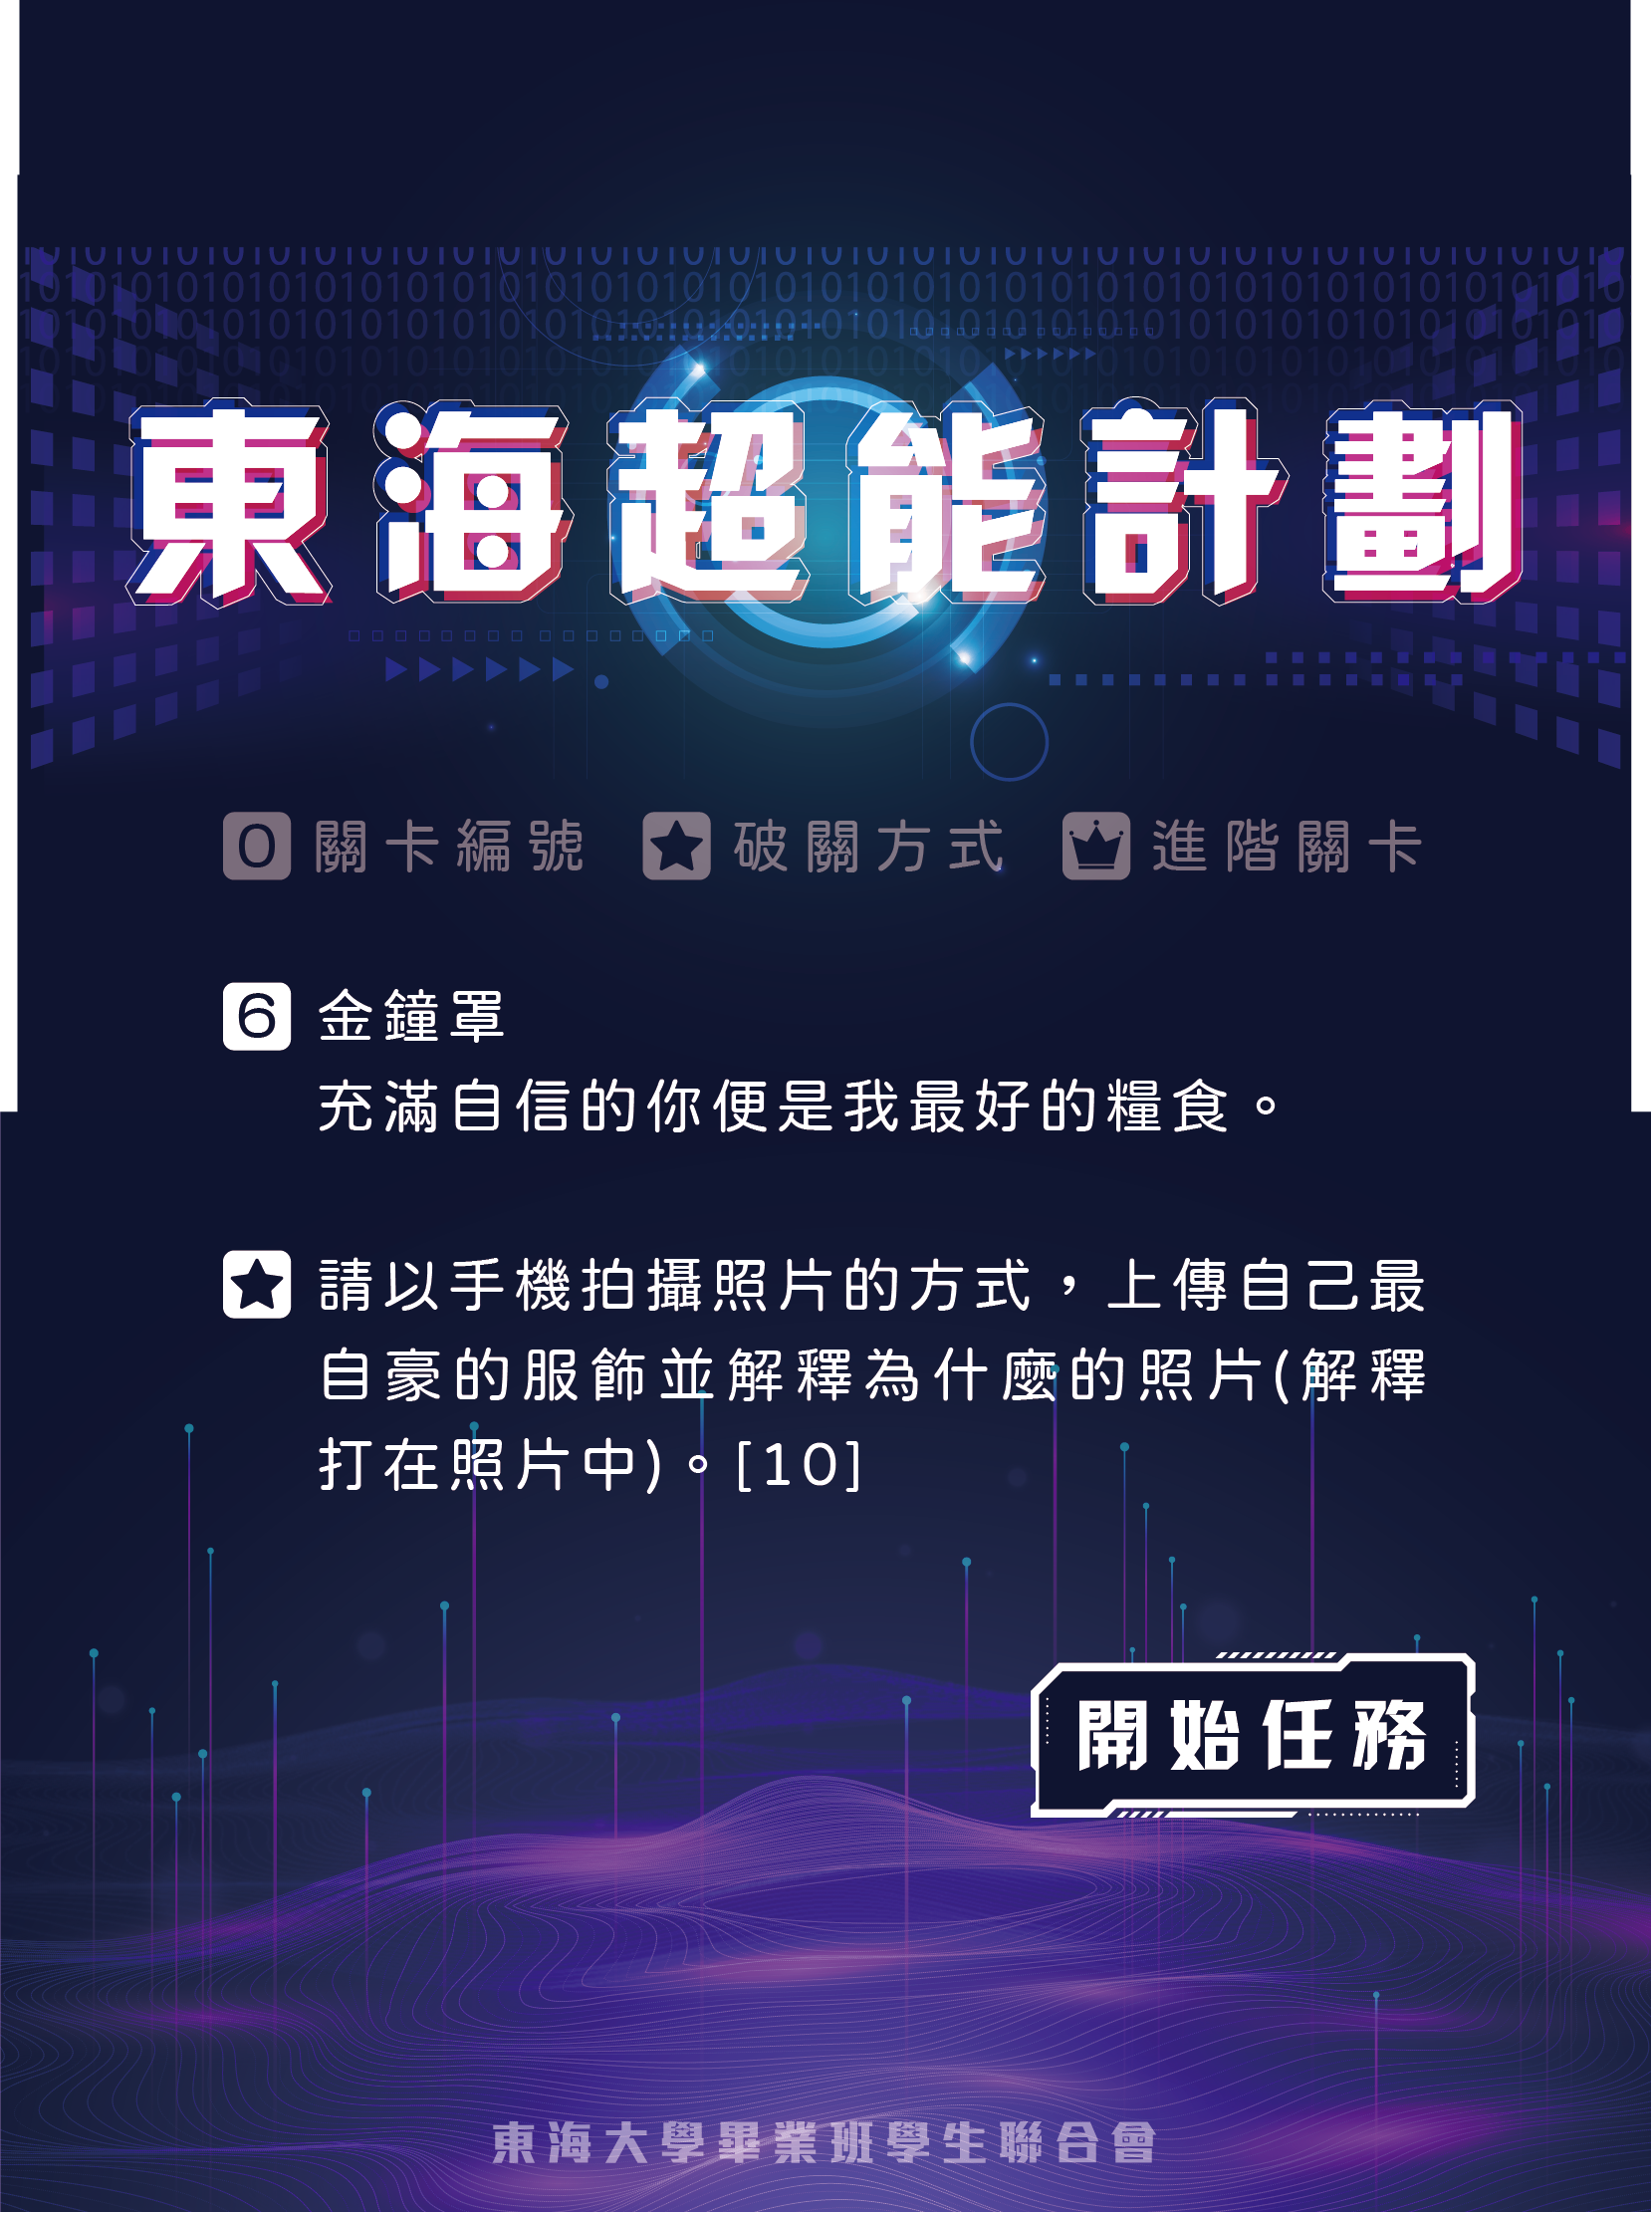 東海超能計劃
0 關卡編號 破關方式 進階關卡
6 金鐘罩
充滿自信的你便是我最好的糧食。
請以手機拍攝照片的方式，上傳自己最
自豪的服飾並解釋為什麼的照片(解釋
打在照片中)。[10]
開始任務
東海大學畢業班學生聯合會